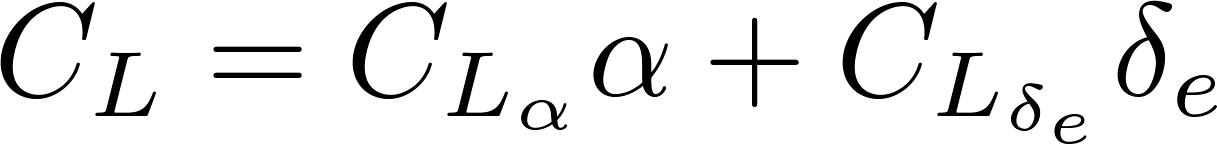 C_L = C_{L_α} α + C_{L_{δ_e}} δ_e